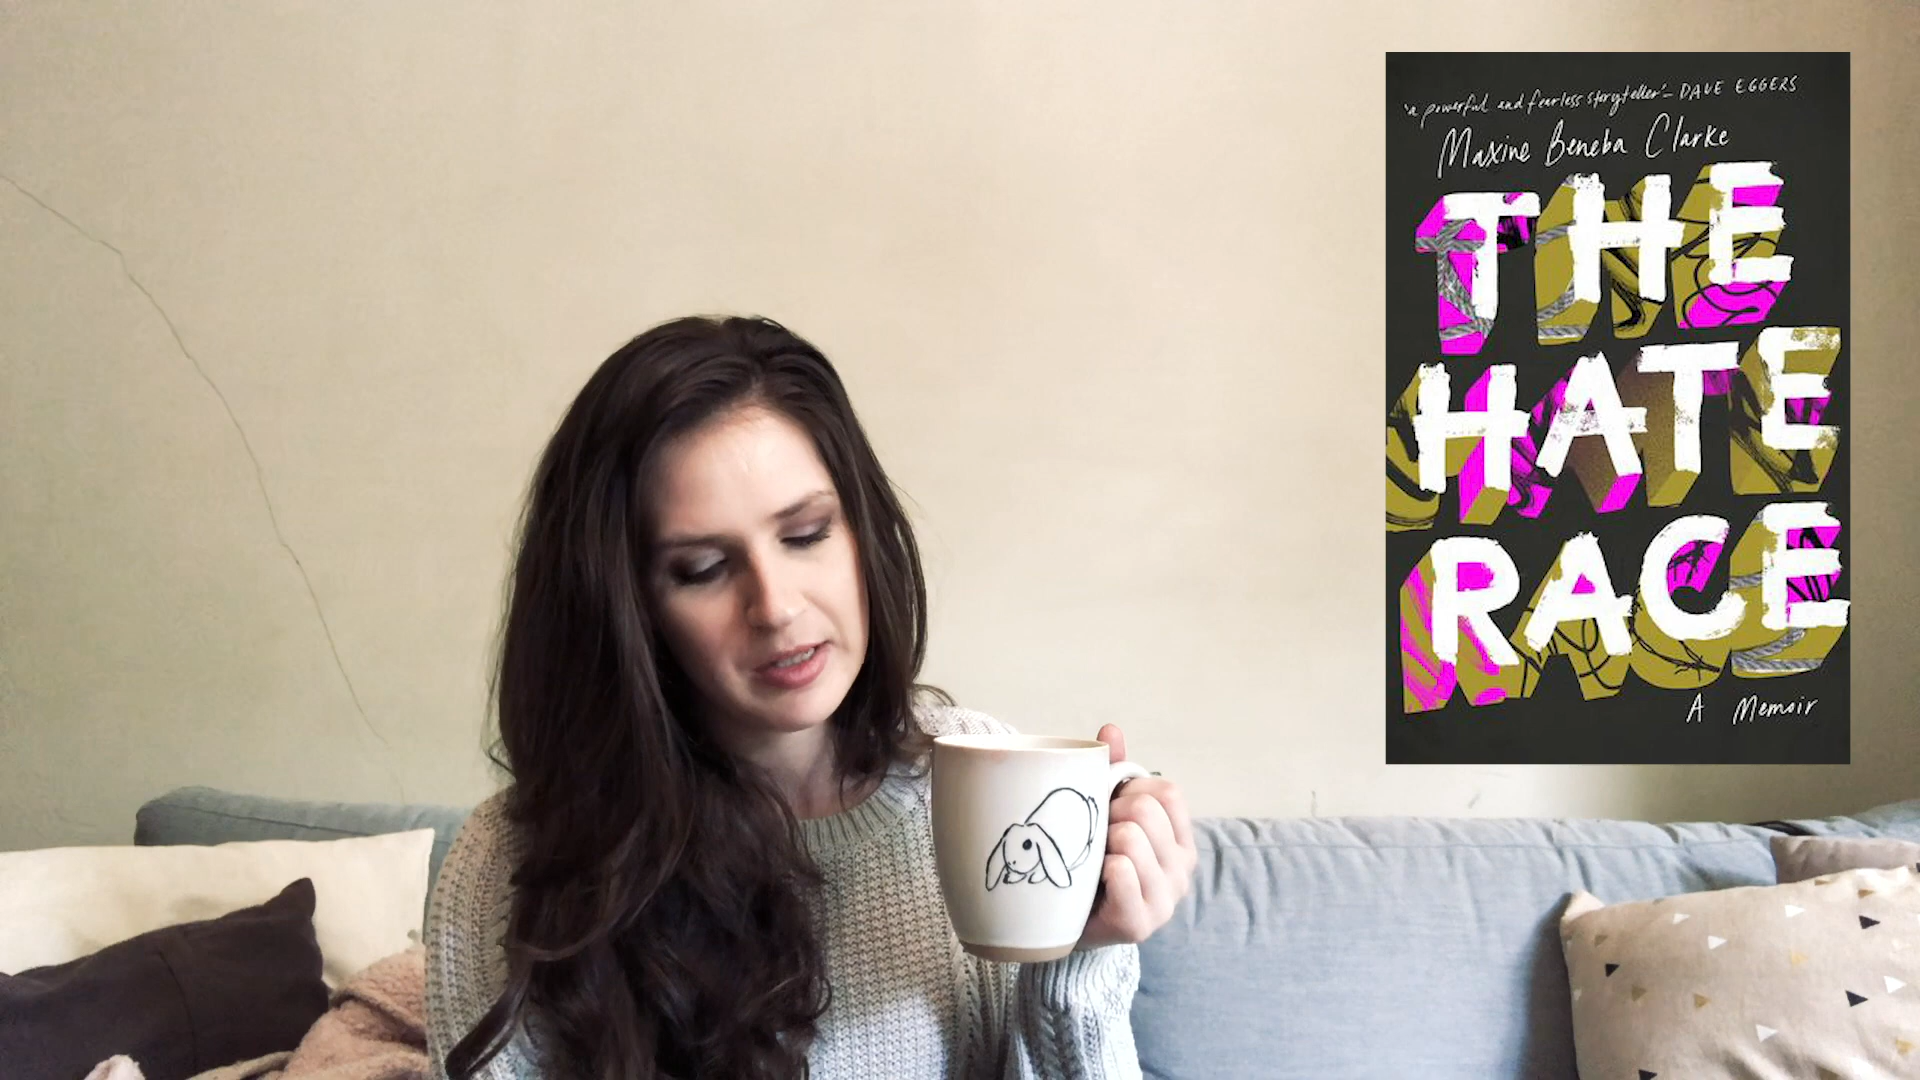 'a powerful and fearless storyteller' - DAVE EGGERS
Maxine Beneba Clarke
THE
HATE
RACE
A Memoir